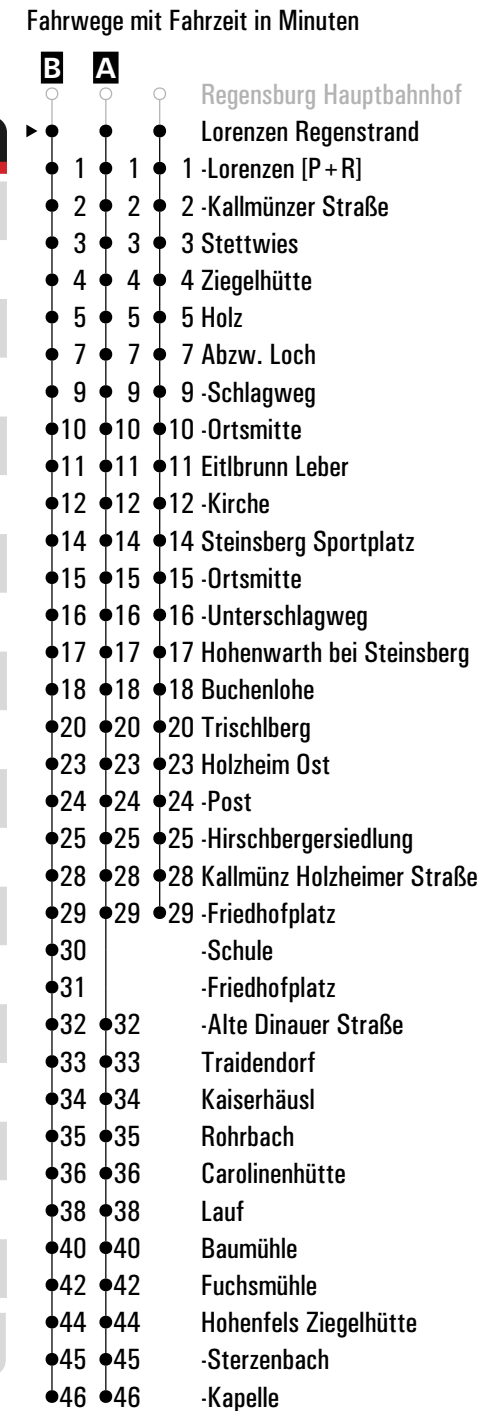 Fahrwege mit Fahrzeit in Minuten
B A
Regensburg Hauptbahnhof
Lorenzen Regenstrand
1 1 1 -Lorenzen [P+R]
2 2 2 -Kallmünzer Straße
3 3 3 Stettwies
4 4 4 Ziegelhütte
5 5 5 Holz
7 7 7 Abzw. Loch
9 9 9 -Schlagweg
10 10 10 -Ortsmitte
11 11 11 Eitlbrunn Leber
12 12 12 -Kirche
14 14 14 Steinsberg Sportplatz
15 15 15 -Ortsmitte
16 16 16 -Unterschlagweg
17 17 17 Hohenwarth bei Steinsberg
18 18 18 Buchenlohe
20 20 20 Trischlberg
23 23 23 Holzheim Ost
24 24 24 -Post
25 25 25 -Hirschbergersiedlung
28 28 28 Kallmünz Holzheimer Straße
29 29 29 -Friedhofplatz
30 -Schule
31 -Friedhofplatz
32 32 -Alte Dinauer Straße
33 33 Traidendorf
34 34 Kaiserhäusl
35 35 Rohrbach
36 36 Carolinenhütte
38 38 Lauf
40 40 Baumühle
42 42 Fuchsmühle
44 44 Hohenfels Ziegelhütte
45 45 -Sterzenbach
46 46 -Kapelle